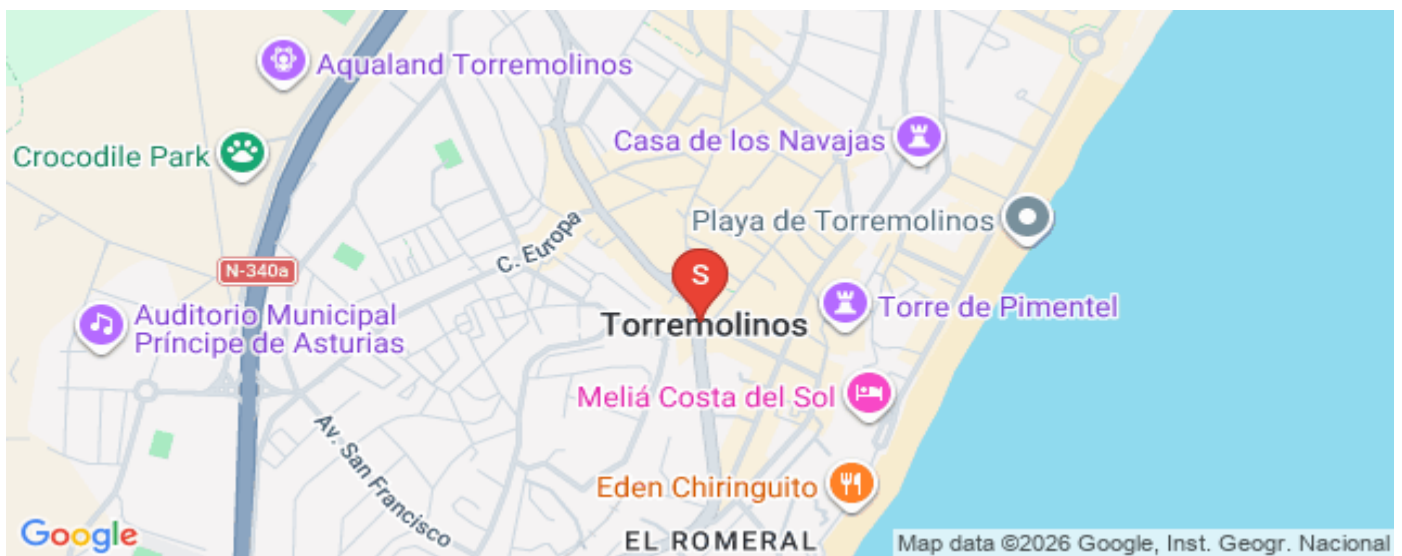 Aqualand Torremolinos
Crocodile Park
Casa de los Navajas
Playa de Torremolinos
C. Europa
N-340a
S
Auditorio Municipal
Príncipe de Asturias
Torremolinos
Torre de Pimentel
Meliá Costa del Sol
Av. San Francisco
Eden Chiringuito
EL ROMERAL
Google
Map data ©2026 Google, Inst. Geogr. Nacional